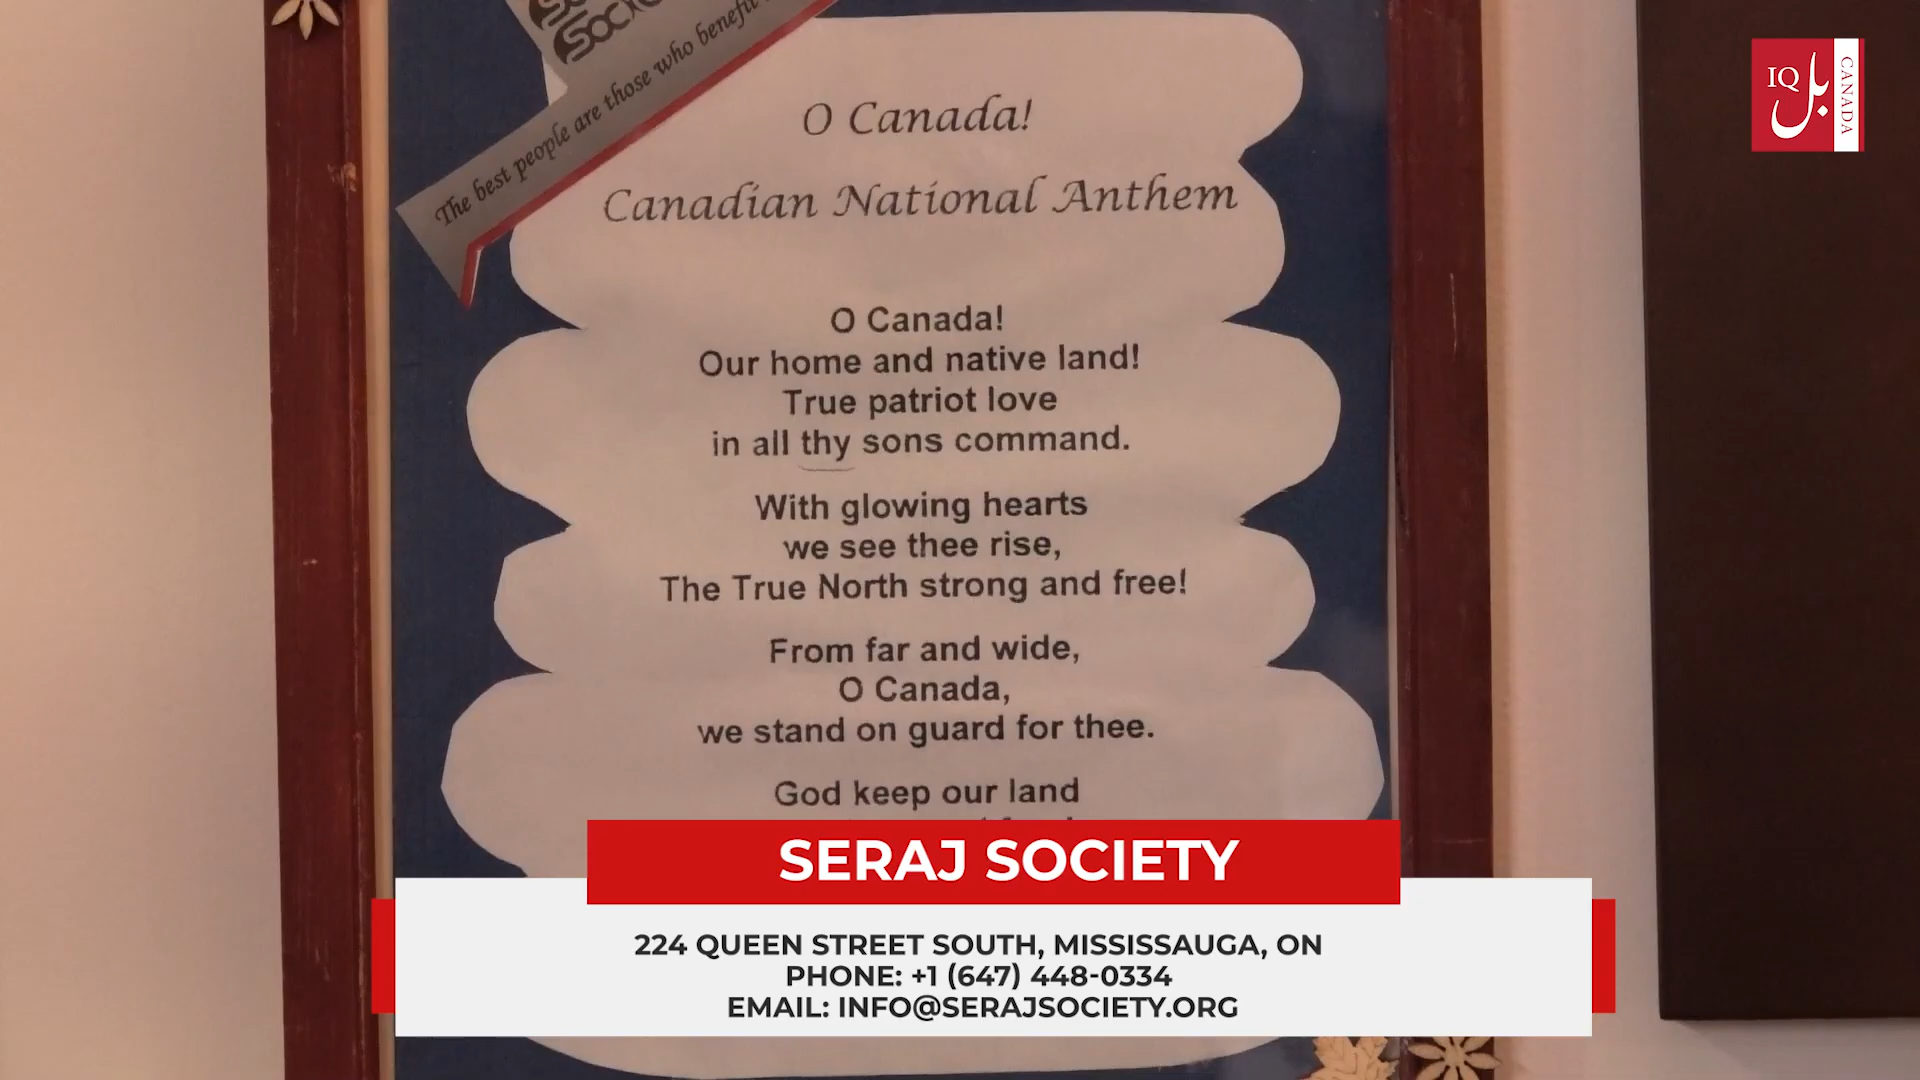 Society
The best people are those who benefit
IQ
بل
CANADA
O Canada!
Canadian National Anthem
O Canada!
Our home and native land!
True patriot love
in all thy sons command.
With glowing hearts
we see thee rise,
The True North strong and free!
From far and wide,
O Canada,
we stand on guard for thee.
God keep our land
SERAJ SOCIETY
224 QUEEN STREET SOUTH, MISSISSAUGA, ON
PHONE: +1 (647) 448-0334
EMAIL: INFO@SERAJSOCIETY.ORG